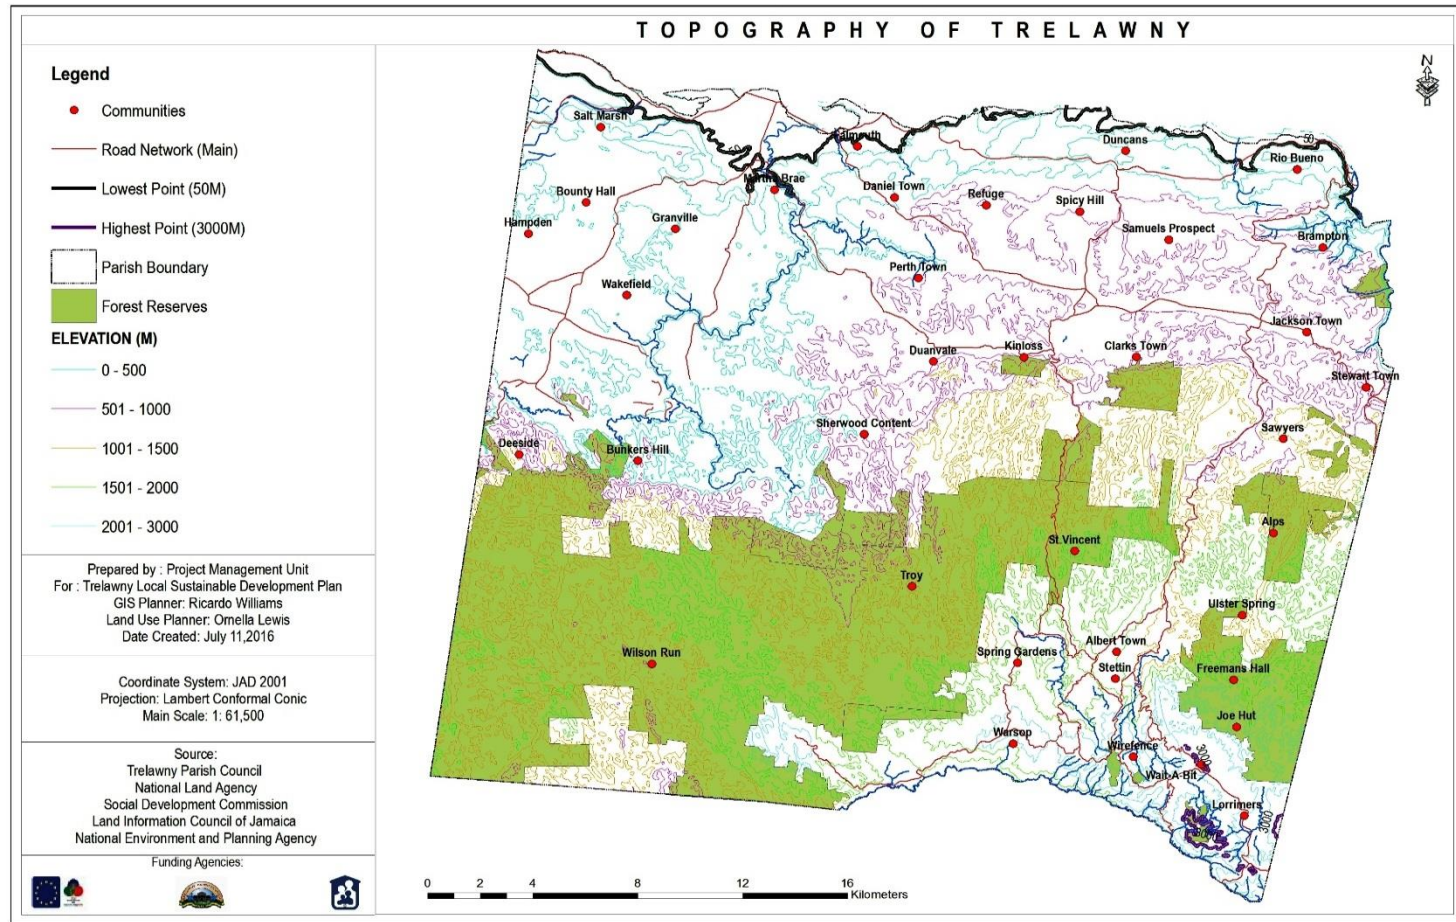 TOPOGRAPHY OF TRELAWNY
Legend
Communities
Road Network (Main)
Lowest Point (50M)
Highest Point (3000M)
Parish Boundary
Forest Reserves
ELEVATION (M)
0 - 500
501 - 1000
1001 - 1500
1501 - 2000
2001 - 3000
Prepared by : Project Management Unit
For : Trelawny Local Sustainable Development Plan
GIS Planner: Ricardo Williams
Land Use Planner: Ornella Lewis
Date Created: July 11,2016
Coordinate System: JAD 2001
Projection: Lambert Conformal Conic
Main Scale: 1: 61,500
Source:
Trelawny Parish Council
National Land Agency
Social Development Commission
Land Information Council of Jamaica
National Environment and Planning Agency
Funding Agencies:
N
Salt Marsh
Falmouth
Duncans
50
Rio Bueno
50
Martha Brae
Daniel Town
Bounty Hall
Refuge
Spicy Hill
Granville
Hampden
Samuels Prospect
Brampton
Perth Town
Wakefield
Jackson Town
Duanvale
Kinloss
Clarks Town
Stewart Town
Sherwood Content
Sawyers
Deeside
Bunkers Hill
Alps
St.Vincent
Troy
Ulster Spring
Albert Town
Wilson Run
Spring Gardens
Stettin
Freemans Hall
Joe Hut
Warsop
Wirefence
3000
Wait-A-Bit
Lorrimers
3000
3000
0 2 4 8 12 16
Kilometers